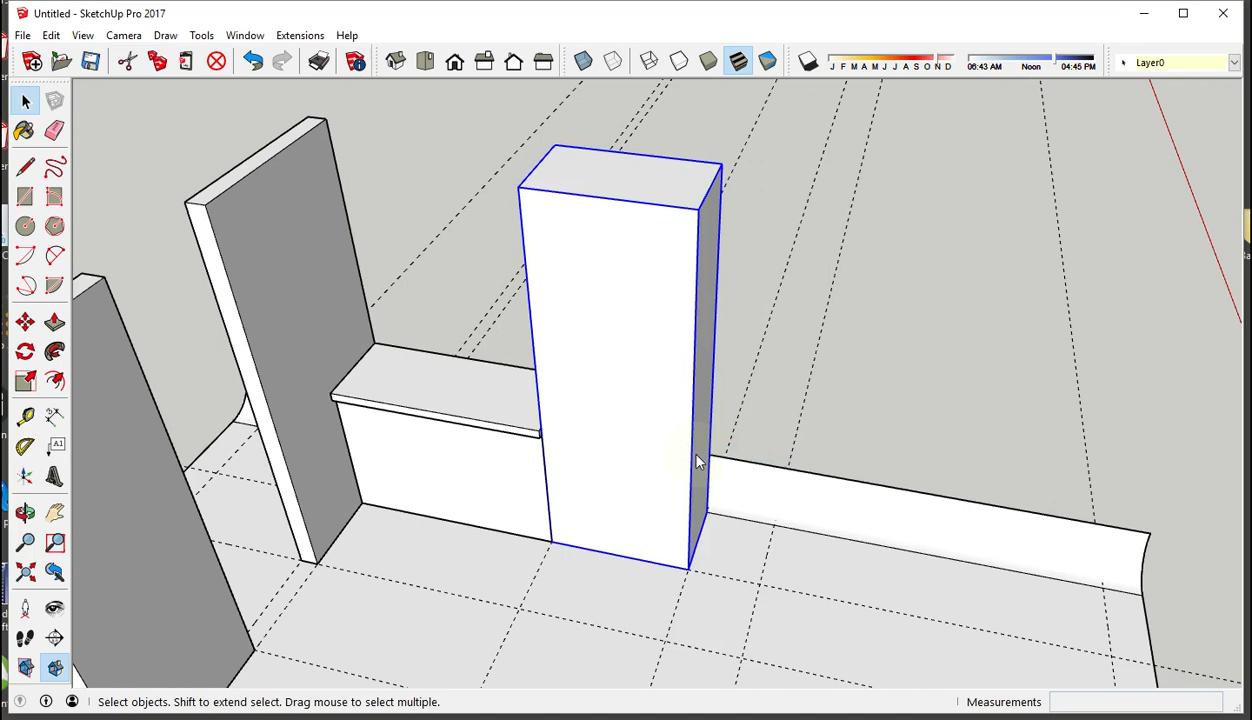 Untitled - SketchUp Pro 2017
File Edit View Camera Draw Tools Window Extensions Help
J F M A M J J A S O N D 06:43 AM Noon 04:45 PM Layer0
A1
Select objects. Shift to extend select. Drag mouse to select multiple. Measurements